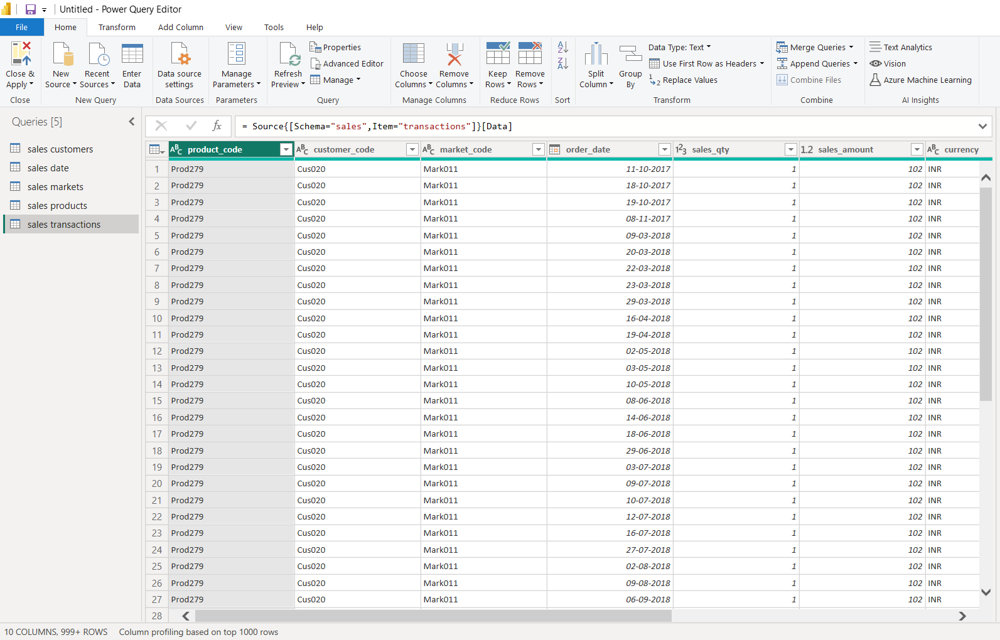 Untitled - Power Query Editor
File Home Transform Add Column View Tools Help
Close & Apply
Close
New Source
Recent Sources
Enter Data
New Query
Data source settings
Data Sources
Manage Parameters
Parameters
Refresh Preview
Properties
Advanced Editor
Manage
Query
Choose Columns
Remove Columns
Manage Columns
Keep Rows
Remove Rows
Reduce Rows
Sort
Split Column
Group By
Data Type: Text
Use First Row as Headers
Replace Values
Transform
Merge Queries
Append Queries
Combine Files
Combine
Text Analytics
Vision
Azure Machine Learning
AI Insights
Queries [5]
sales customers
sales date
sales markets
sales products
sales transactions
= Source{[Schema="sales",Item="transactions"]}[Data]
ABC product_code ABC customer_code ABC market_code order_date 123 sales_qty 1.2 sales_amount ABC currency
1 Prod279 Cus020 Mark011 11-10-2017 1 102 INR
2 Prod279 Cus020 Mark011 18-10-2017 1 102 INR
3 Prod279 Cus020 Mark011 19-10-2017 1 102 INR
4 Prod279 Cus020 Mark011 08-11-2017 1 102 INR
5 Prod279 Cus020 Mark011 09-03-2018 1 102 INR
6 Prod279 Cus020 Mark011 20-03-2018 1 102 INR
7 Prod279 Cus020 Mark011 22-03-2018 1 102 INR
8 Prod279 Cus020 Mark011 23-03-2018 1 102 INR
9 Prod279 Cus020 Mark011 29-03-2018 1 102 INR
10 Prod279 Cus020 Mark011 16-04-2018 1 102 INR
11 Prod279 Cus020 Mark011 19-04-2018 1 102 INR
12 Prod279 Cus020 Mark011 02-05-2018 1 102 INR
13 Prod279 Cus020 Mark011 03-05-2018 1 102 INR
14 Prod279 Cus020 Mark011 10-05-2018 1 102 INR
15 Prod279 Cus020 Mark011 08-06-2018 1 102 INR
16 Prod279 Cus020 Mark011 14-06-2018 1 102 INR
17 Prod279 Cus020 Mark011 18-06-2018 1 102 INR
18 Prod279 Cus020 Mark011 29-06-2018 1 102 INR
19 Prod279 Cus020 Mark011 03-07-2018 1 102 INR
20 Prod279 Cus020 Mark011 09-07-2018 1 102 INR
21 Prod279 Cus020 Mark011 10-07-2018 1 102 INR
22 Prod279 Cus020 Mark011 12-07-2018 1 102 INR
23 Prod279 Cus020 Mark011 16-07-2018 1 102 INR
24 Prod279 Cus020 Mark011 27-07-2018 1 102 INR
25 Prod279 Cus020 Mark011 02-08-2018 1 102 INR
26 Prod279 Cus020 Mark011 09-08-2018 1 102 INR
27 Prod279 Cus020 Mark011 06-09-2018 1 102 INR
28
10 COLUMNS, 999+ ROWS Column profiling based on top 1000 rows